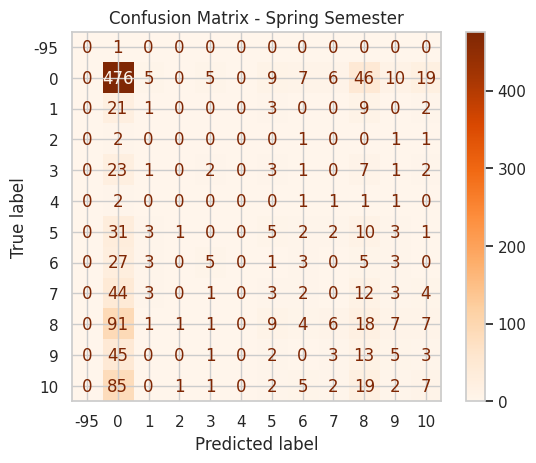 Confusion Matrix - Spring Semester
-95 0 1 0 0 0 0 0 0 0 0 0 0
0 0 476 5 0 5 0 9 7 6 46 10 19
1 0 21 1 0 0 0 3 0 0 9 0 2
2 0 2 0 0 0 0 0 1 0 0 1 1
3 0 23 1 0 2 0 3 1 0 7 1 2
4 0 2 0 0 0 0 0 1 1 1 1 0
5 0 31 3 1 0 0 5 2 2 10 3 1
6 0 27 3 0 5 0 1 3 0 5 3 0
7 0 44 3 0 1 0 3 2 0 12 3 4
8 0 91 1 1 1 0 9 4 6 18 7 7
9 0 45 0 0 1 0 2 0 3 13 5 3
10 0 85 0 1 1 0 2 5 2 19 2 7
-95 0 1 2 3 4 5 6 7 8 9 10
Predicted label
True label
400
300
200
100
0